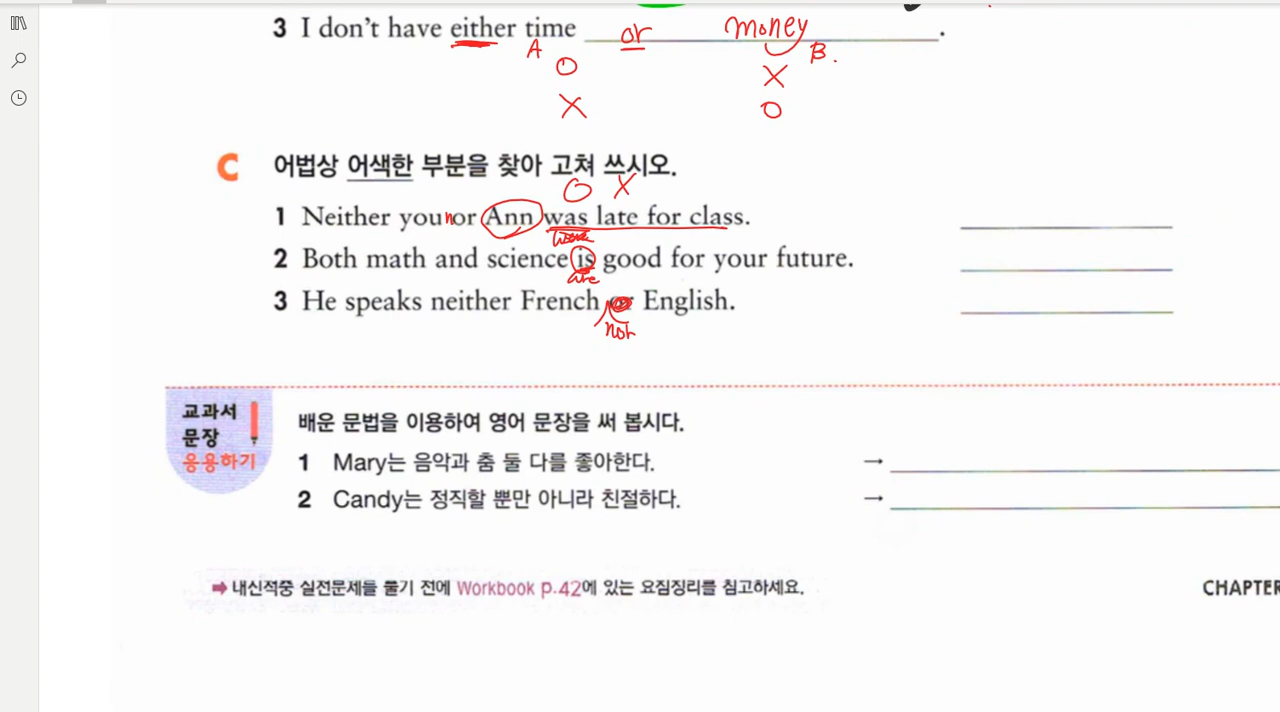 3 I don't have either time or money.
A B.
O X
X O
C 어법상 어색한 부분을 찾아 고쳐 쓰시오.
O X
1 Neither you nor Ann was late for class.
were
2 Both math and science is good for your future.
are
3 He speaks neither French or English.
nor
교과서
문장
응용하기
배운 문법을 이용하여 영어 문장을 써 봅시다.
1 Mary는 음악과 춤 둘 다를 좋아한다. →
2 Candy는 정직할 뿐만 아니라 친절하다. →
➡ 내신적중 실전문제를 풀기 전에 Workbook p.42에 있는 요점정리를 참고하세요.
CHAPTER